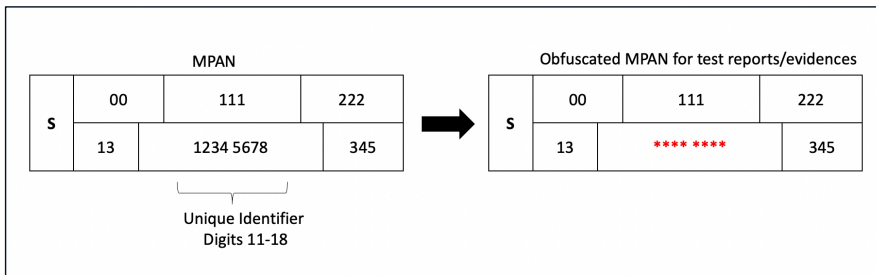 MPAN
S
00 111 222
13 1234 5678 345
Unique Identifier
Digits 11-18
Obfuscated MPAN for test reports/evidences
S
00 111 222
13 **** **** 345